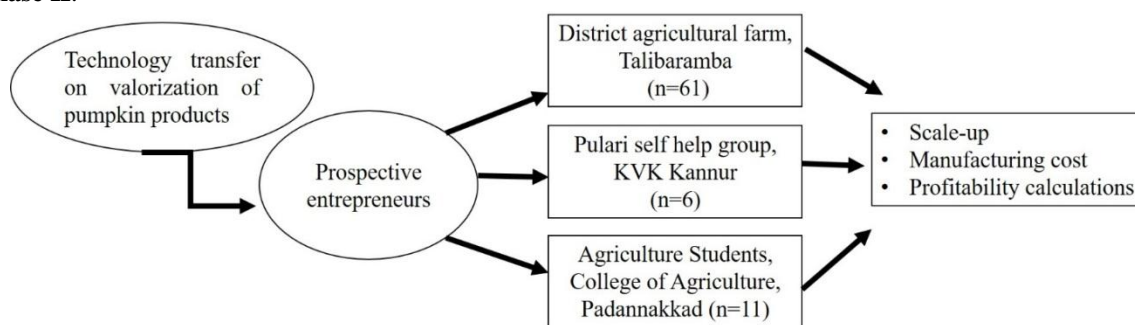 Technology transfer
on valorization of
pumpkin products
Prospective
entrepreneurs
District agricultural farm,
Talibaramba
(n=61)
Pulari self help group,
KVK Kannur
(n=6)
Agriculture Students,
College of Agriculture,
Padannakkad (n=11)
• Scale-up
• Manufacturing cost
• Profitability calculations